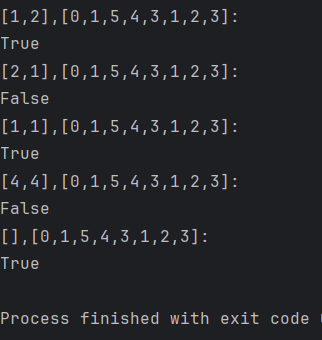 [1,2],[0,1,5,4,3,1,2,3]:
True
[2,1],[0,1,5,4,3,1,2,3]:
False
[1,1],[0,1,5,4,3,1,2,3]:
True
[4,4],[0,1,5,4,3,1,2,3]:
False
[],[0,1,5,4,3,1,2,3]:
True
Process finished with exit code